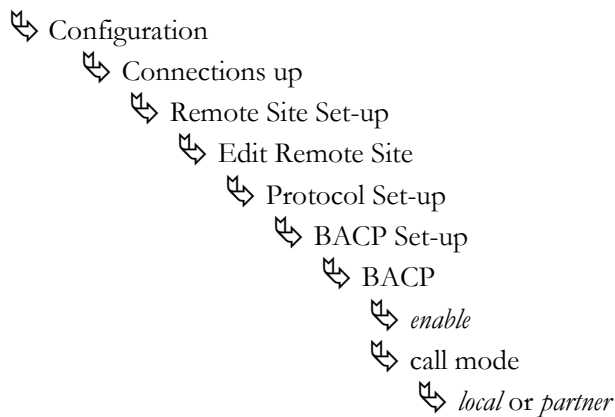 Configuration
Connections up
Remote Site Set-up
Edit Remote Site
Protocol Set-up
BACP Set-up
BACP
enable
call mode
local or partner